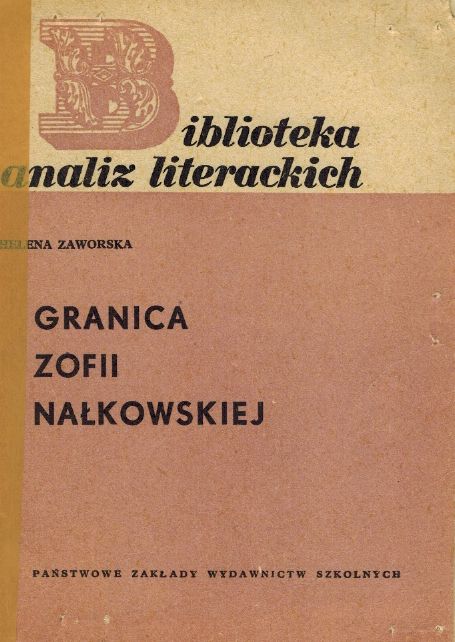 Biblioteka
analiz literackich
HELENA ZAWORSKA
GRANICA
ZOFII
NAŁKOWSKIEJ
PAŃSTWOWE ZAKŁADY WYDAWNICTW SZKOLNYCH